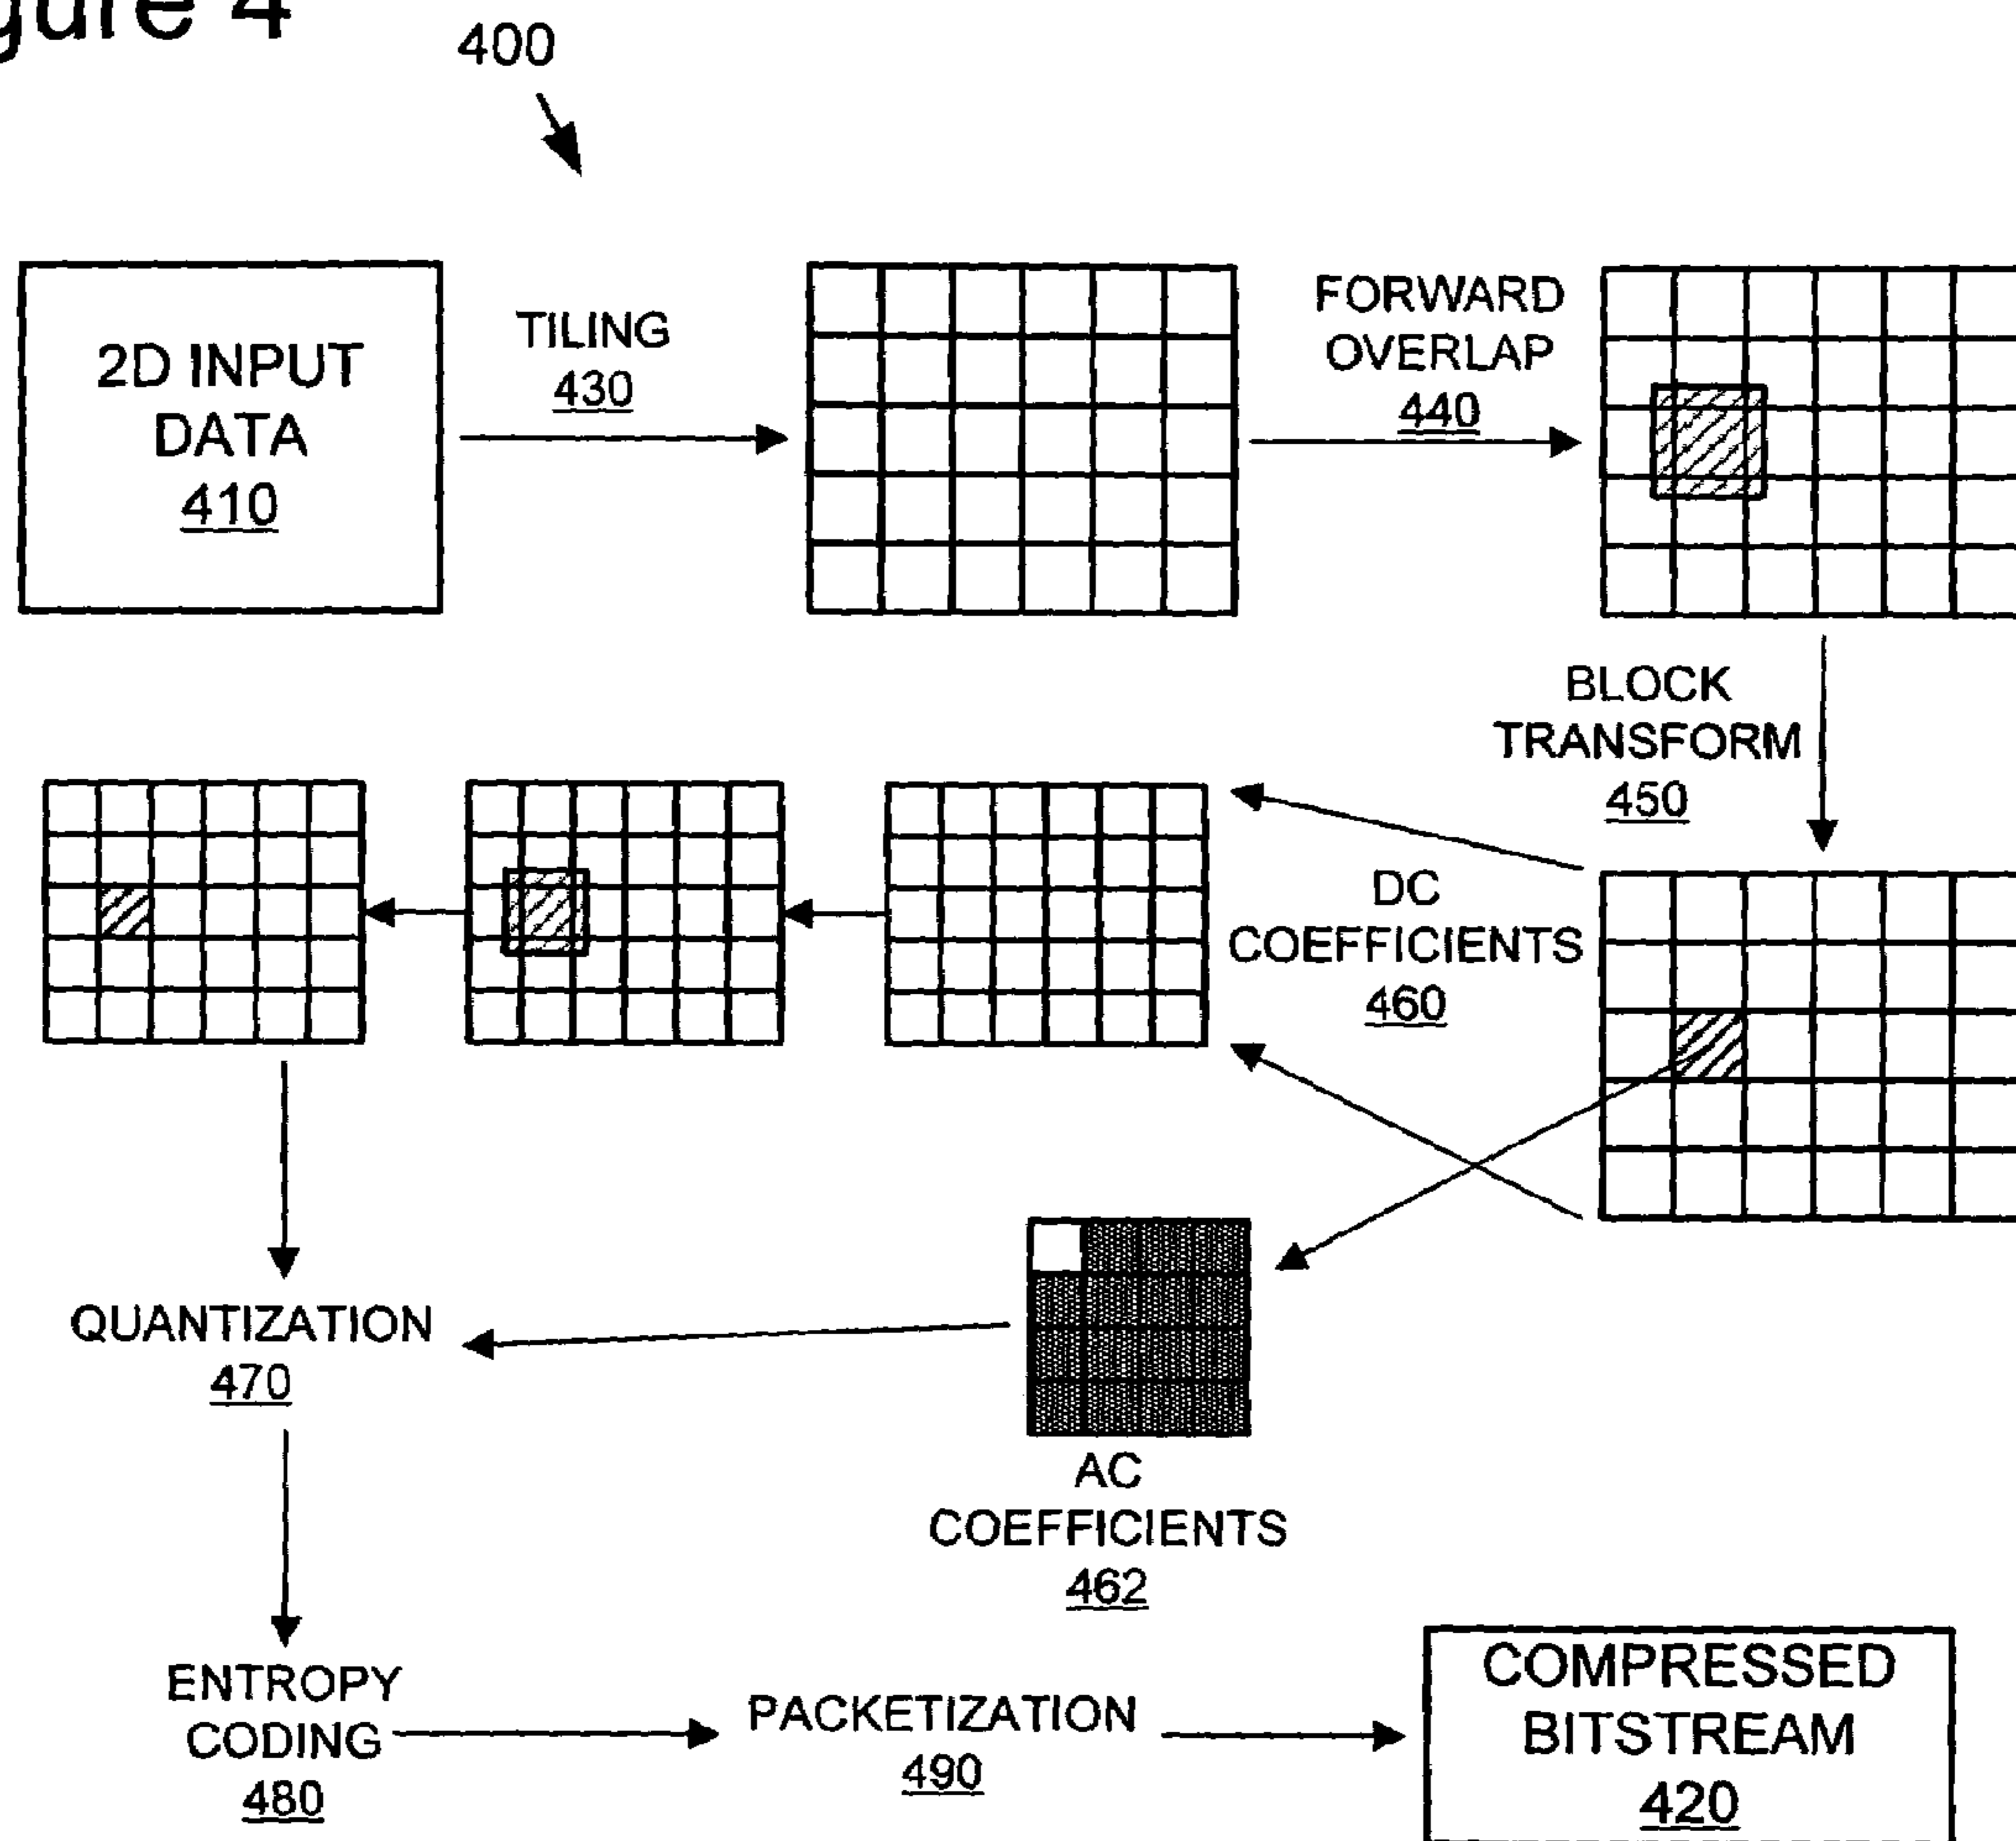 gure 4
400
2D INPUT
DATA
410
TILING
430
FORWARD
OVERLAP
440
BLOCK
TRANSFORM
450
DC
COEFFICIENTS
460
QUANTIZATION
470
AC
COEFFICIENTS
462
ENTROPY
CODING
480
PACKETIZATION
490
COMPRESSED
BITSTREAM
420